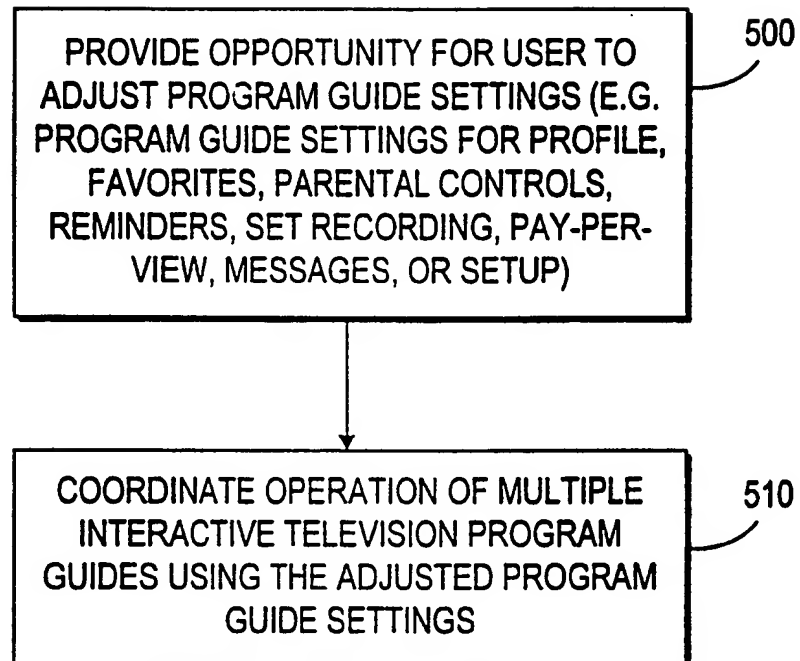 PROVIDE OPPORTUNITY FOR USER TO
ADJUST PROGRAM GUIDE SETTINGS (E.G.
PROGRAM GUIDE SETTINGS FOR PROFILE,
FAVORITES, PARENTAL CONTROLS,
REMINDERS, SET RECORDING, PAY-PER-
VIEW, MESSAGES, OR SETUP)
500
COORDINATE OPERATION OF MULTIPLE
INTERACTIVE TELEVISION PROGRAM
GUIDES USING THE ADJUSTED PROGRAM
GUIDE SETTINGS
510